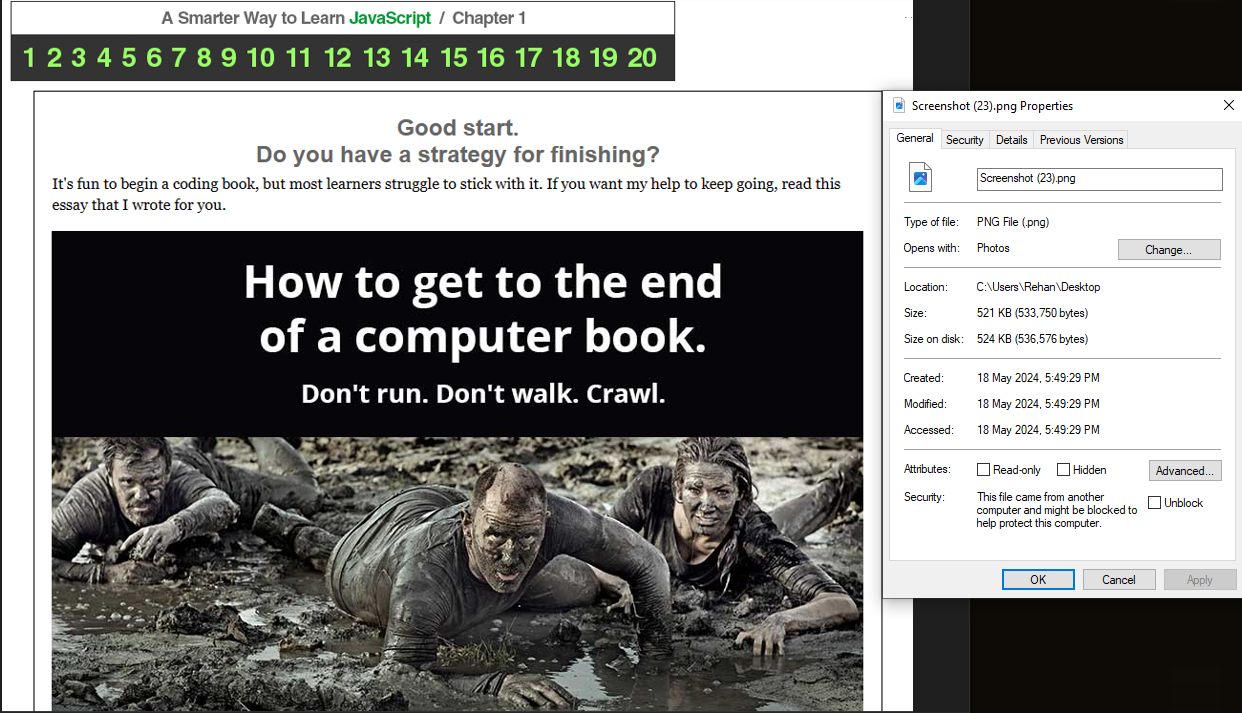 A Smarter Way to Learn JavaScript / Chapter 1
1 2 3 4 5 6 7 8 9 10 11 12 13 14 15 16 17 18 19 20
Good start.
Do you have a strategy for finishing?
It's fun to begin a coding book, but most learners struggle to stick with it. If you want my help to keep going, read this
essay that I wrote for you.
How to get to the end
of a computer book.
Don't run. Don't walk. Crawl.
Screenshot (23).png Properties
General Security Details Previous Versions
Screenshot (23).png
Type of file: PNG File (.png)
Opens with: Photos Change...
Location: C:\Users\Rehan\Desktop
Size: 521 KB (533,750 bytes)
Size on disk: 524 KB (536,576 bytes)
Created: 18 May 2024, 5:49:29 PM
Modified: 18 May 2024, 5:49:29 PM
Accessed: 18 May 2024, 5:49:29 PM
Attributes: Read-only Hidden Advanced...
Security: This file came from another
computer and might be blocked to
help protect this computer.
Unblock
OK Cancel Apply